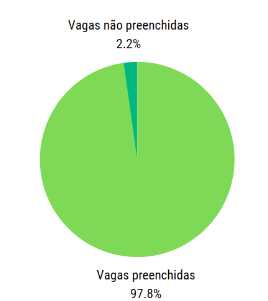 Vagas não preenchidas
2.2%
Vagas preenchidas
97.8%